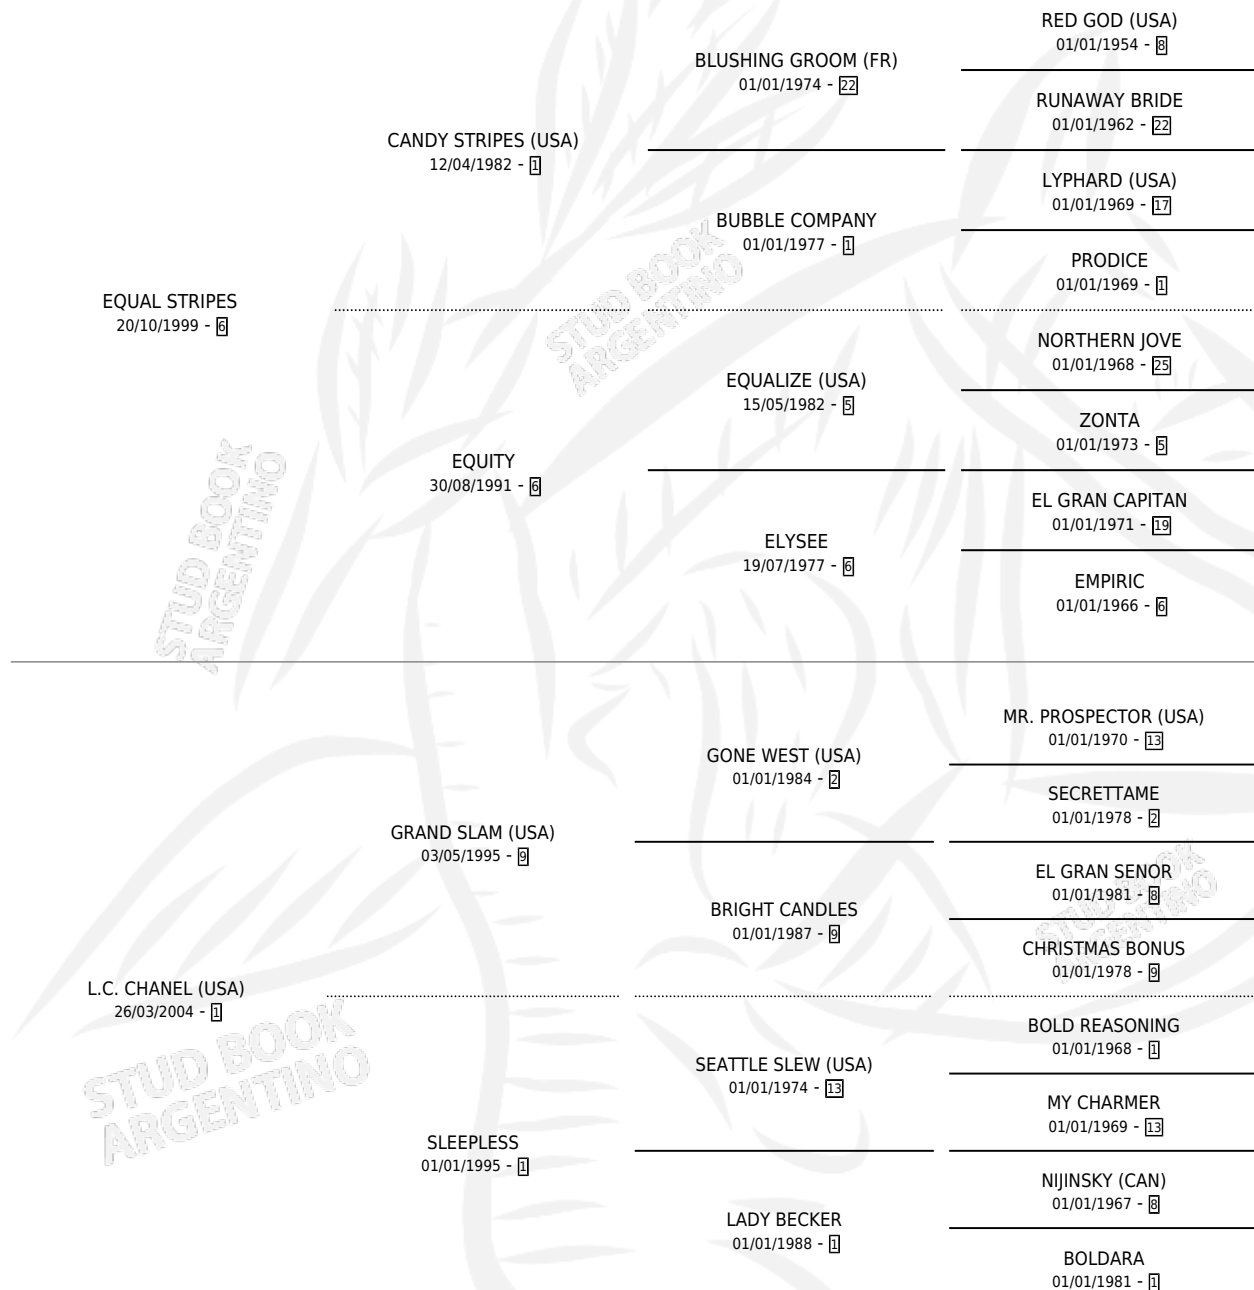 RED GOD (USA)
01/01/1954 - 8
BLUSHING GROOM (FR)
01/01/1974 - 22
RUNAWAY BRIDE
01/01/1962 - 22
CANDY STRIPES (USA)
12/04/1982 - 1
LYPHARD (USA)
01/01/1969 - 17
BUBBLE COMPANY
01/01/1977 - 1
PRODICE
01/01/1969 - 1
EQUAL STRIPES
20/10/1999 - 6
NORTHERN JOVE
01/01/1968 - 25
EQUALIZE (USA)
15/05/1982 - 5
ZONTA
01/01/1973 - 5
EQUITY
30/08/1991 - 6
EL GRAN CAPITAN
01/01/1971 - 19
ELYSEE
19/07/1977 - 6
EMPIRIC
01/01/1966 - 6
MR. PROSPECTOR (USA)
01/01/1970 - 13
GONE WEST (USA)
01/01/1984 - 2
SECRETTAME
01/01/1978 - 2
GRAND SLAM (USA)
03/05/1995 - 9
EL GRAN SENOR
01/01/1981 - 8
BRIGHT CANDLES
01/01/1987 - 9
CHRISTMAS BONUS
01/01/1978 - 9
L.C. CHANEL (USA)
26/03/2004 - 1
BOLD REASONING
01/01/1968 - 1
SEATTLE SLEW (USA)
01/01/1974 - 13
MY CHARMER
01/01/1969 - 13
SLEEPLESS
01/01/1995 - 1
NIJINSKY (CAN)
01/01/1967 - 8
LADY BECKER
01/01/1988 - 1
BOLDARA
01/01/1981 - 1
STUD BOOK
ARGENTINO
STUD BOOK
ARGENTINO
STUD BOOK
ARGENTINO
STUD BOOK
ARGENTINO